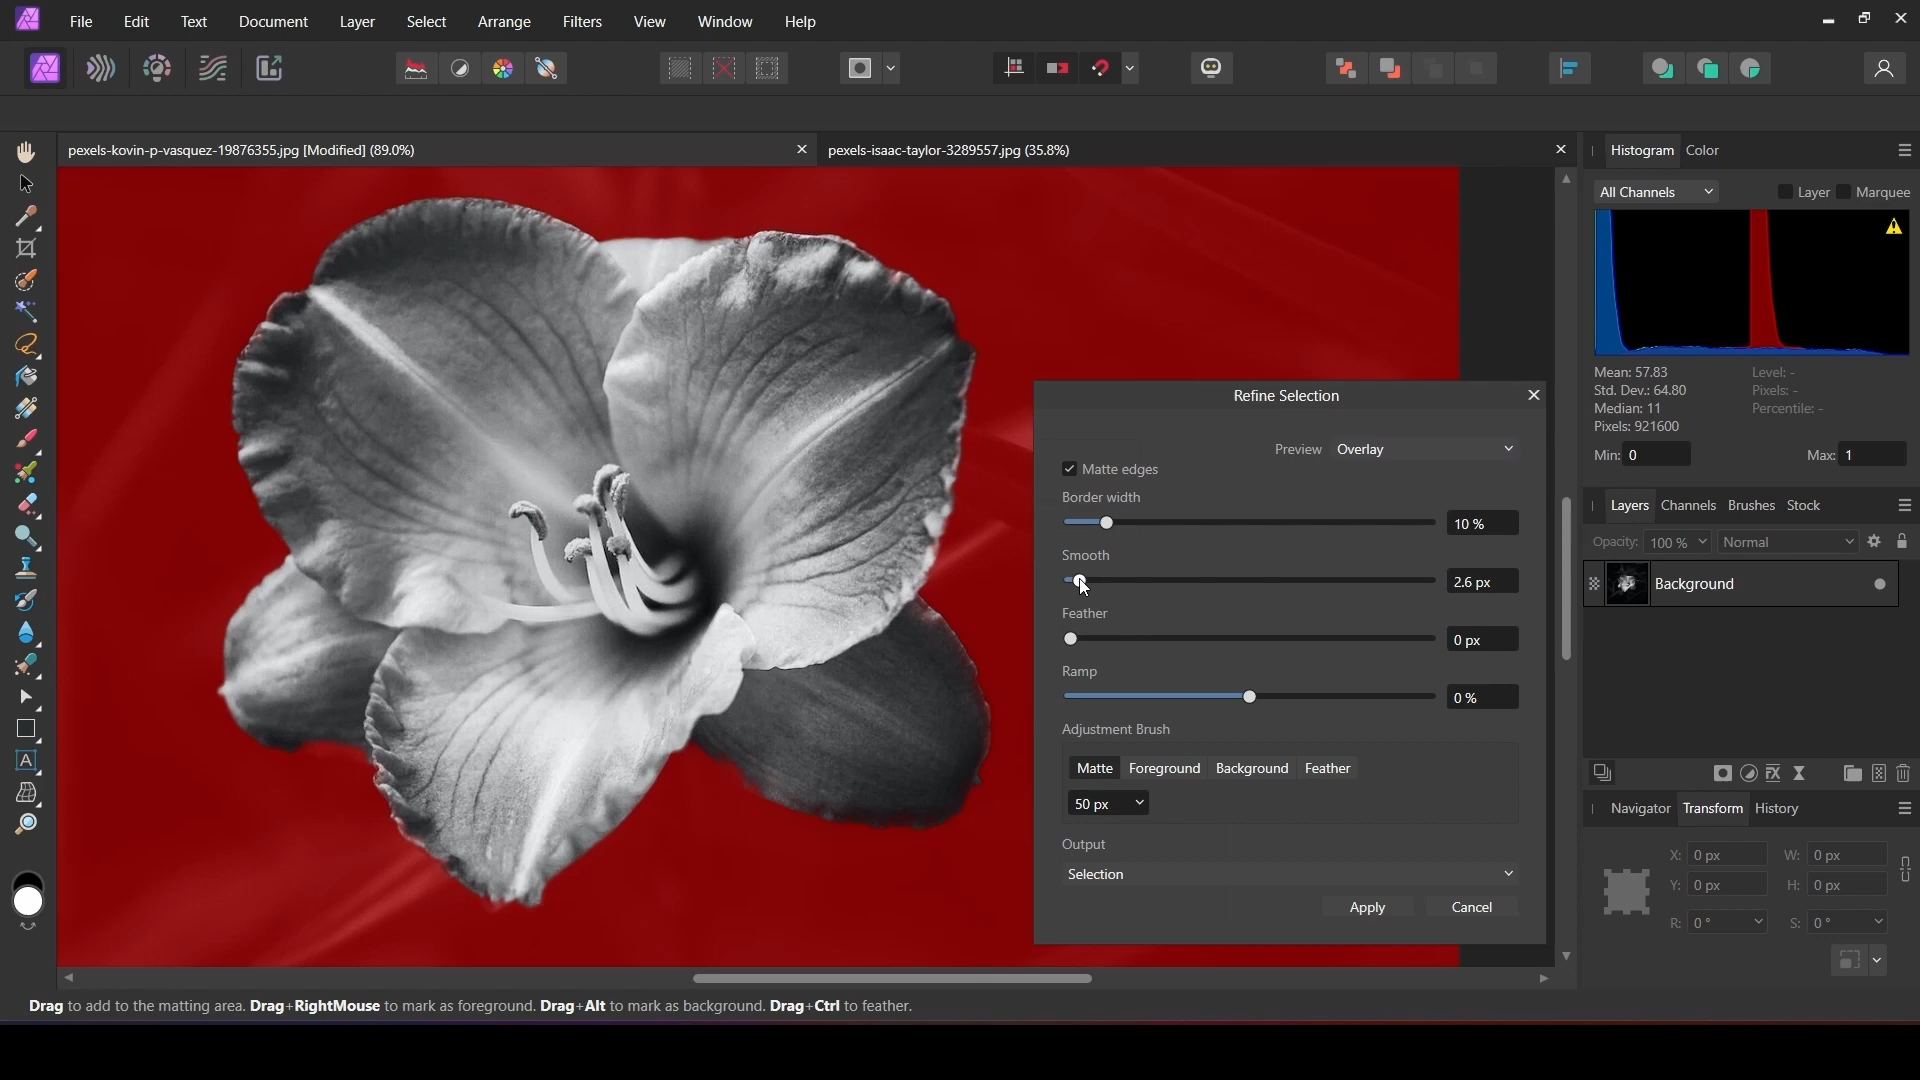 File Edit Text Document Layer Select Arrange Filters View Window Help
pexels-kovin-p-vasquez-19876355.jpg [Modified] (89.0%)
pexels-isaac-taylor-3289557.jpg (35.8%)
Histogram Color
All Channels Layer Marquee
Mean: 57.83 Level: -
Std. Dev.: 64.80 Pixels: -
Median: 11 Percentile: -
Pixels: 921600
Min: 0 Max: 1
Refine Selection
Preview Overlay
Matte edges
Border width
10 %
Smooth
2.6 px
Feather
0 px
Ramp
0 %
Adjustment Brush
Matte Foreground Background Feather
50 px
Output
Selection
Apply Cancel
Layers Channels Brushes Stock
Opacity: 100 % Normal
Background
Navigator Transform History
X: 0 px W: 0 px
Y: 0 px H: 0 px
R: 0 ° S: 0 °
Drag to add to the matting area. Drag+RightMouse to mark as foreground. Drag+Alt to mark as background. Drag+Ctrl to feather.